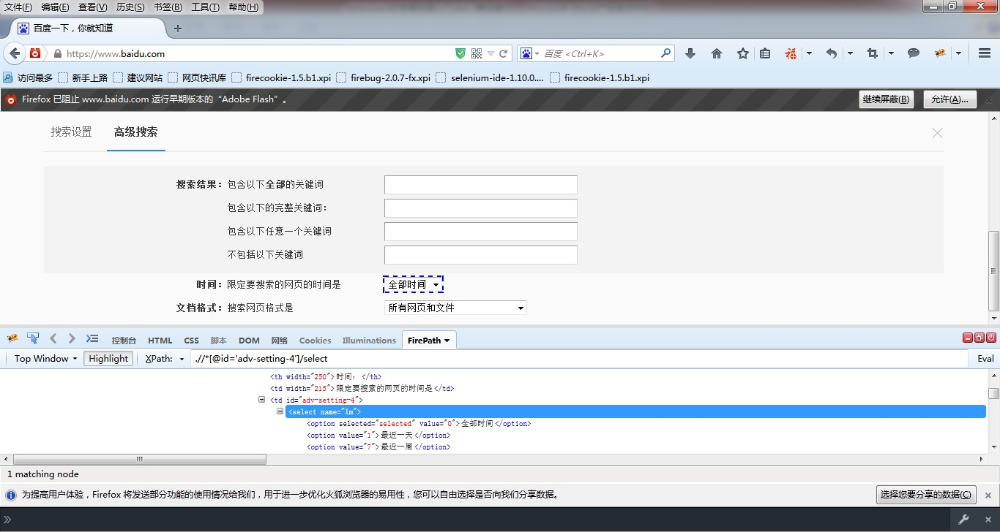 文件(F) 编辑(E) 查看(V) 历史(S) 书签(B) 工具(T) 帮助(H)
百度一下，你就知道
https://www.baidu.com 百度 <Ctrl+K>
访问最多 新手上路 建议网站 网页快讯库 firecookie-1.5.b1.xpi firebug-2.0.7-fx.xpi selenium-ide-1.10.0.... firecookie-1.5.b1.xpi
Firefox 已阻止 www.baidu.com 运行早期版本的“Adobe Flash”。 继续屏蔽(B) 允许(A)...
搜索设置 高级搜索
搜索结果：包含以下全部的关键词
包含以下的完整关键词：
包含以下任意一个关键词
不包括以下关键词
时间：限定要搜索的网页的时间是 全部时间
文档格式：搜索网页格式是 所有网页和文件
控制台 HTML CSS 脚本 DOM 网络 Cookies Illuminations FirePath
Top Window Highlight XPath: .//*[@id='adv-setting-4']/select Eval
<th width="250">时间：</th>
<td width="215">限定要搜索的网页的时间是</td>
<td id="adv-setting-4">
<select name="lm">
<option selected="selected" value="0">全部时间</option>
<option value="1">最近一天</option>
<option value="7">最近一周</option>
1 matching node
为提高用户体验，Firefox 将发送部分功能的使用情况给我们，用于进一步优化火狐浏览器的易用性，您可以自由选择是否向我们分享数据。 选择您要分享的数据(C)